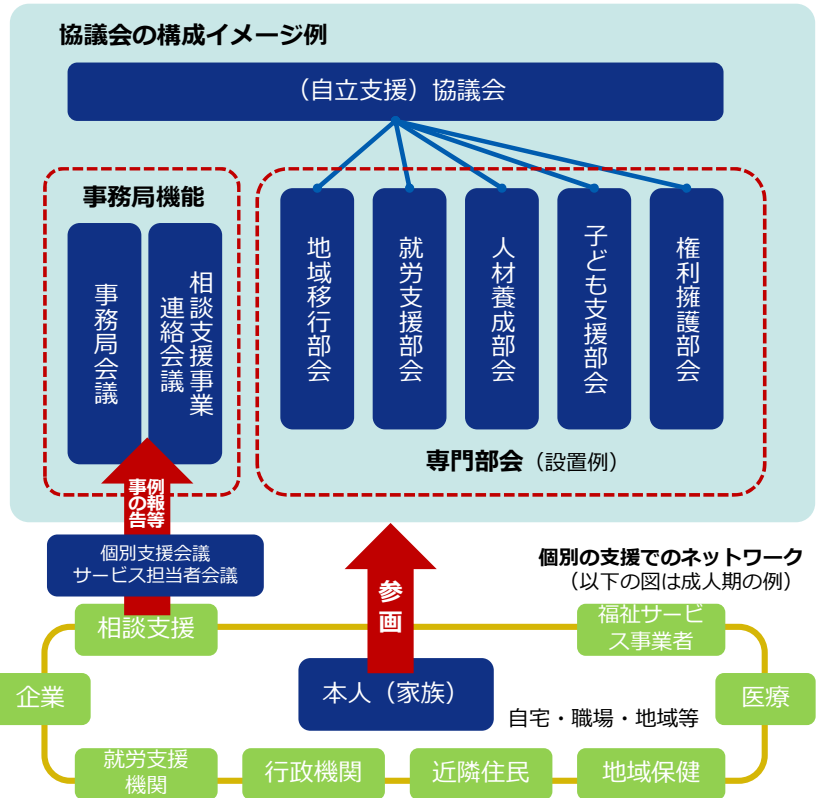 協議会の構成イメージ例
（自立支援）協議会
事務局機能
事務局会議
相談支援事業
連絡会議
地域移行部会
就労支援部会
人材養成部会
子ども支援部会
権利擁護部会
専門部会（設置例）
事例の報告等
個別支援会議
サービス担当者会議
参画
個別の支援でのネットワーク
（以下の図は成人期の例）
相談支援
福祉サービ
ス事業者
企業
本人（家族）
自宅・職場・地域等
医療
就労支援
機関
行政機関
近隣住民
地域保健